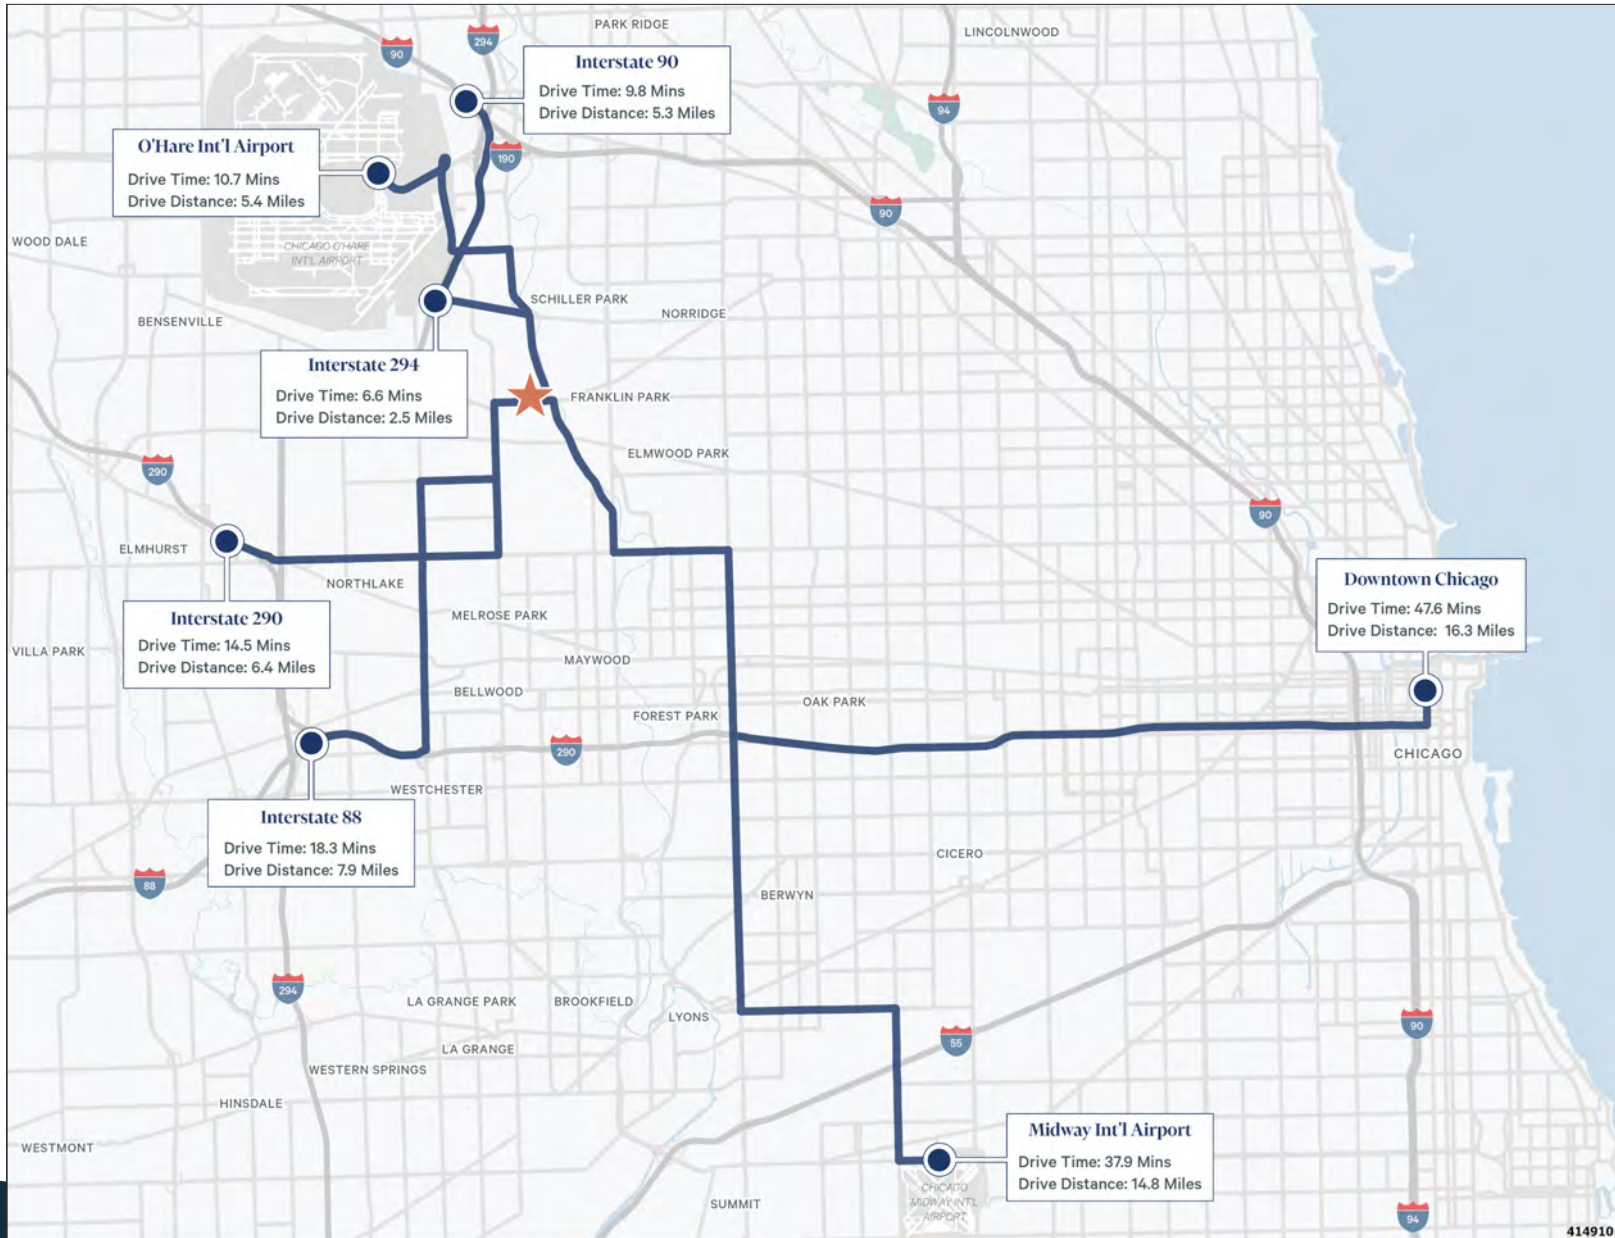 PARK RIDGE
LINCOLNWOOD
294
90
Interstate 90
Drive Time: 9.8 Mins
Drive Distance: 5.3 Miles
94
O'Hare Int'l Airport
Drive Time: 10.7 Mins
Drive Distance: 5.4 Miles
190
90
WOOD DALE
CHICAGO O'HARE
INT'L AIRPORT
SCHILLER PARK
NORRIDGE
BENSENVILLE
Interstate 294
Drive Time: 6.6 Mins
Drive Distance: 2.5 Miles
FRANKLIN PARK
ELMWOOD PARK
290
90
ELMHURST
NORTHLAKE
Downtown Chicago
Drive Time: 47.6 Mins
Drive Distance: 16.3 Miles
Interstate 290
Drive Time: 14.5 Mins
Drive Distance: 6.4 Miles
MELROSE PARK
VILLA PARK
MAYWOOD
BELLWOOD
OAK PARK
FOREST PARK
290
CHICAGO
WESTCHESTER
Interstate 88
Drive Time: 18.3 Mins
Drive Distance: 7.9 Miles
CICERO
88
BERWYN
294
LA GRANGE PARK
BROOKFIELD
LYONS
90
55
LA GRANGE
WESTERN SPRINGS
HINSDALE
Midway Int'l Airport
Drive Time: 37.9 Mins
Drive Distance: 14.8 Miles
WESTMONT
CHICAGO
MIDWAY INT'L
AIRPORT
SUMMIT
94
414910